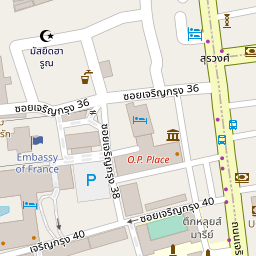 มัสยิดฮา
รูณ
สุรวงศ์
ซอยเจริญกรุง 36
ซอยเจริญกรุง 36
รัก
Embassy
of France
O.P. Place
P
ซอยเจริญกรุง 38
ซอยเจริญกรุง 40
ตึกหลุยส์
มารีย์
เจริญกรุง 40